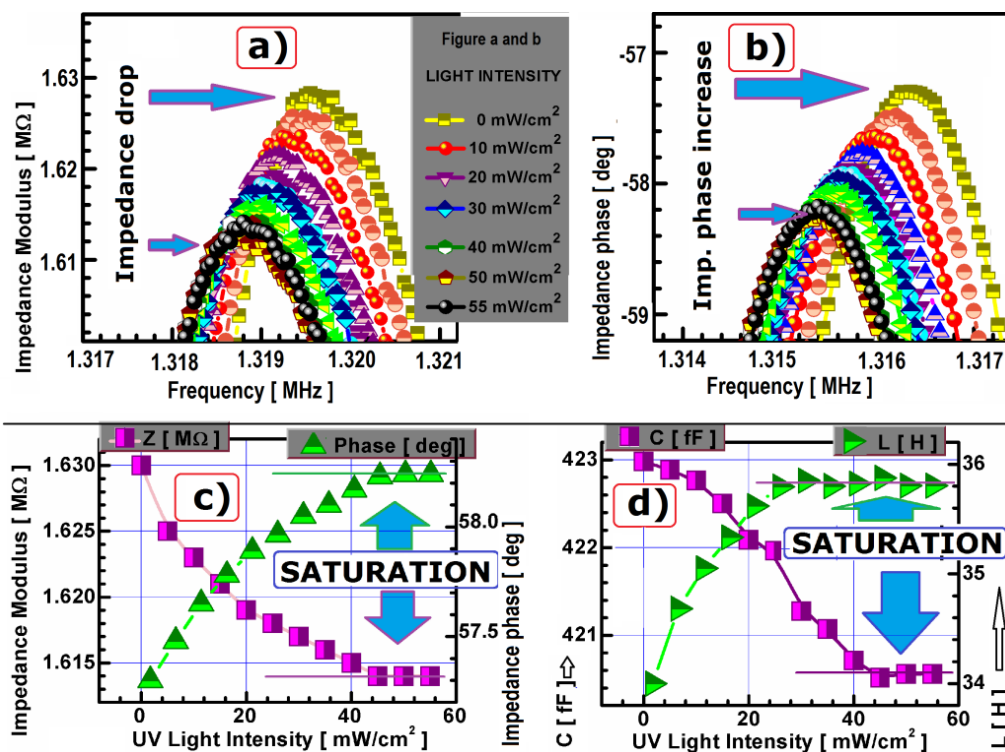 a)
Impedance Modulus [ MΩ ]
1.63
1.62
1.61
Impedance drop
1.317
1.318
1.319
1.320
1.321
Frequency [ MHz ]
Figure a and b
LIGHT INTENSITY
0 mW/cm²
10 mW/cm²
20 mW/cm²
30 mW/cm²
40 mW/cm²
50 mW/cm²
55 mW/cm²
b)
Impedance phase [ deg ]
-57
-58
-59
Imp. phase increase
1.314
1.315
1.316
1.317
Frequency [ MHz ]
Z [ MΩ ]
Phase [ deg ]
c)
Impedance Modulus [ MΩ ]
1.630
1.625
1.620
1.614
SATURATION
58.0
57.5
Impedance phase [ deg ]
0
20
40
60
UV Light Intensity [ mW/cm² ]
C [ fF ]
L [ H ]
d)
423
422
421
C [ fF ]
SATURATION
36
35
34
L [ H ]
0
20
40
60
UV Light Intensity [ mW/cm² ]